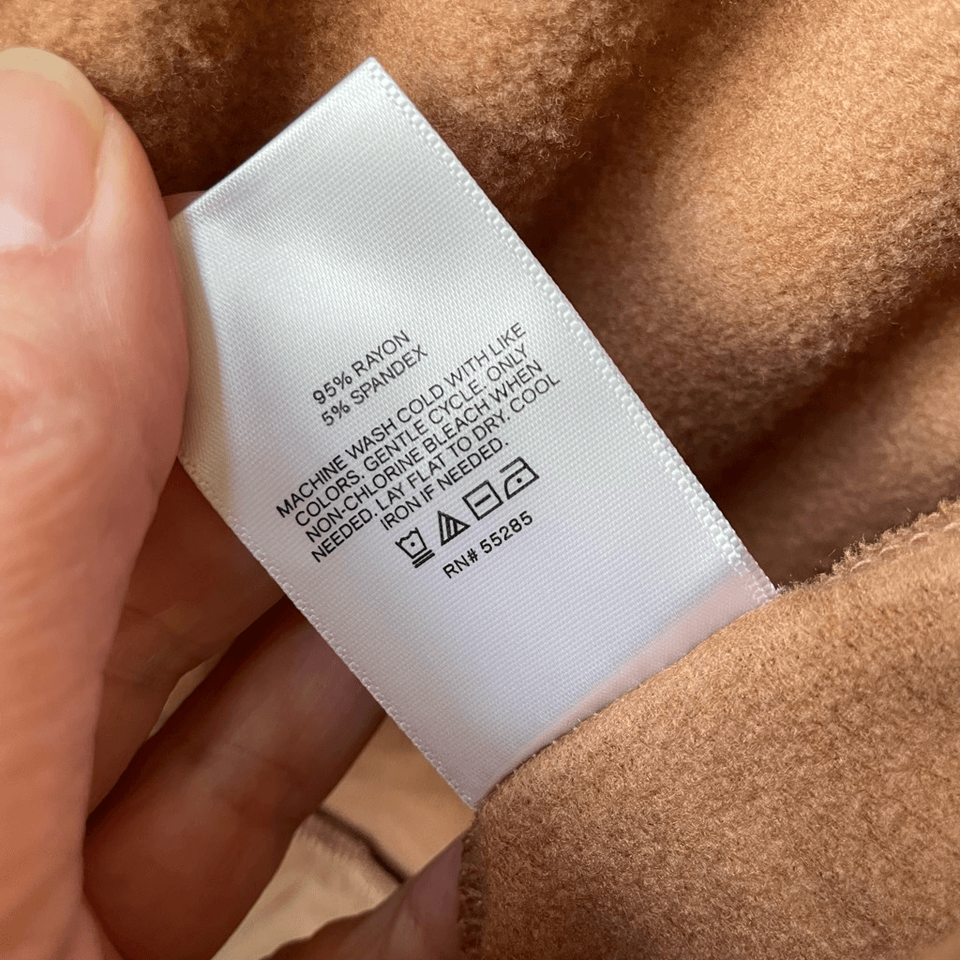 95% RAYON
5% SPANDEX
MACHINE WASH COLD WITH LIKE
COLORS. GENTLE CYCLE. ONLY
NON-CHLORINE BLEACH WHEN
NEEDED. LAY FLAT TO DRY. COOL
IRON IF NEEDED.
RN# 55285